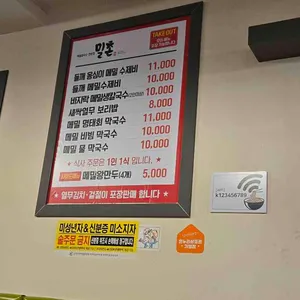 밀촌
TAKE OUT
들깨 옹심이 메밀 수제비 11,000
들깨 메밀수제비 10,000
바지락 메밀생칼국수 10,000
새싹열무 보리밥 8,000
메밀 명태회 막국수 11,000
메밀 비빔 막국수 10,000
메밀 물 막국수 10,000
★ 식사 주문은 1인 1식 입니다. ★
메밀왕만두(4개) 5,000
★ 열무김치·겉절이 포장판매 합니다 ★
k123456789
미성년자 & 신분증 미소지자
술주문 금지